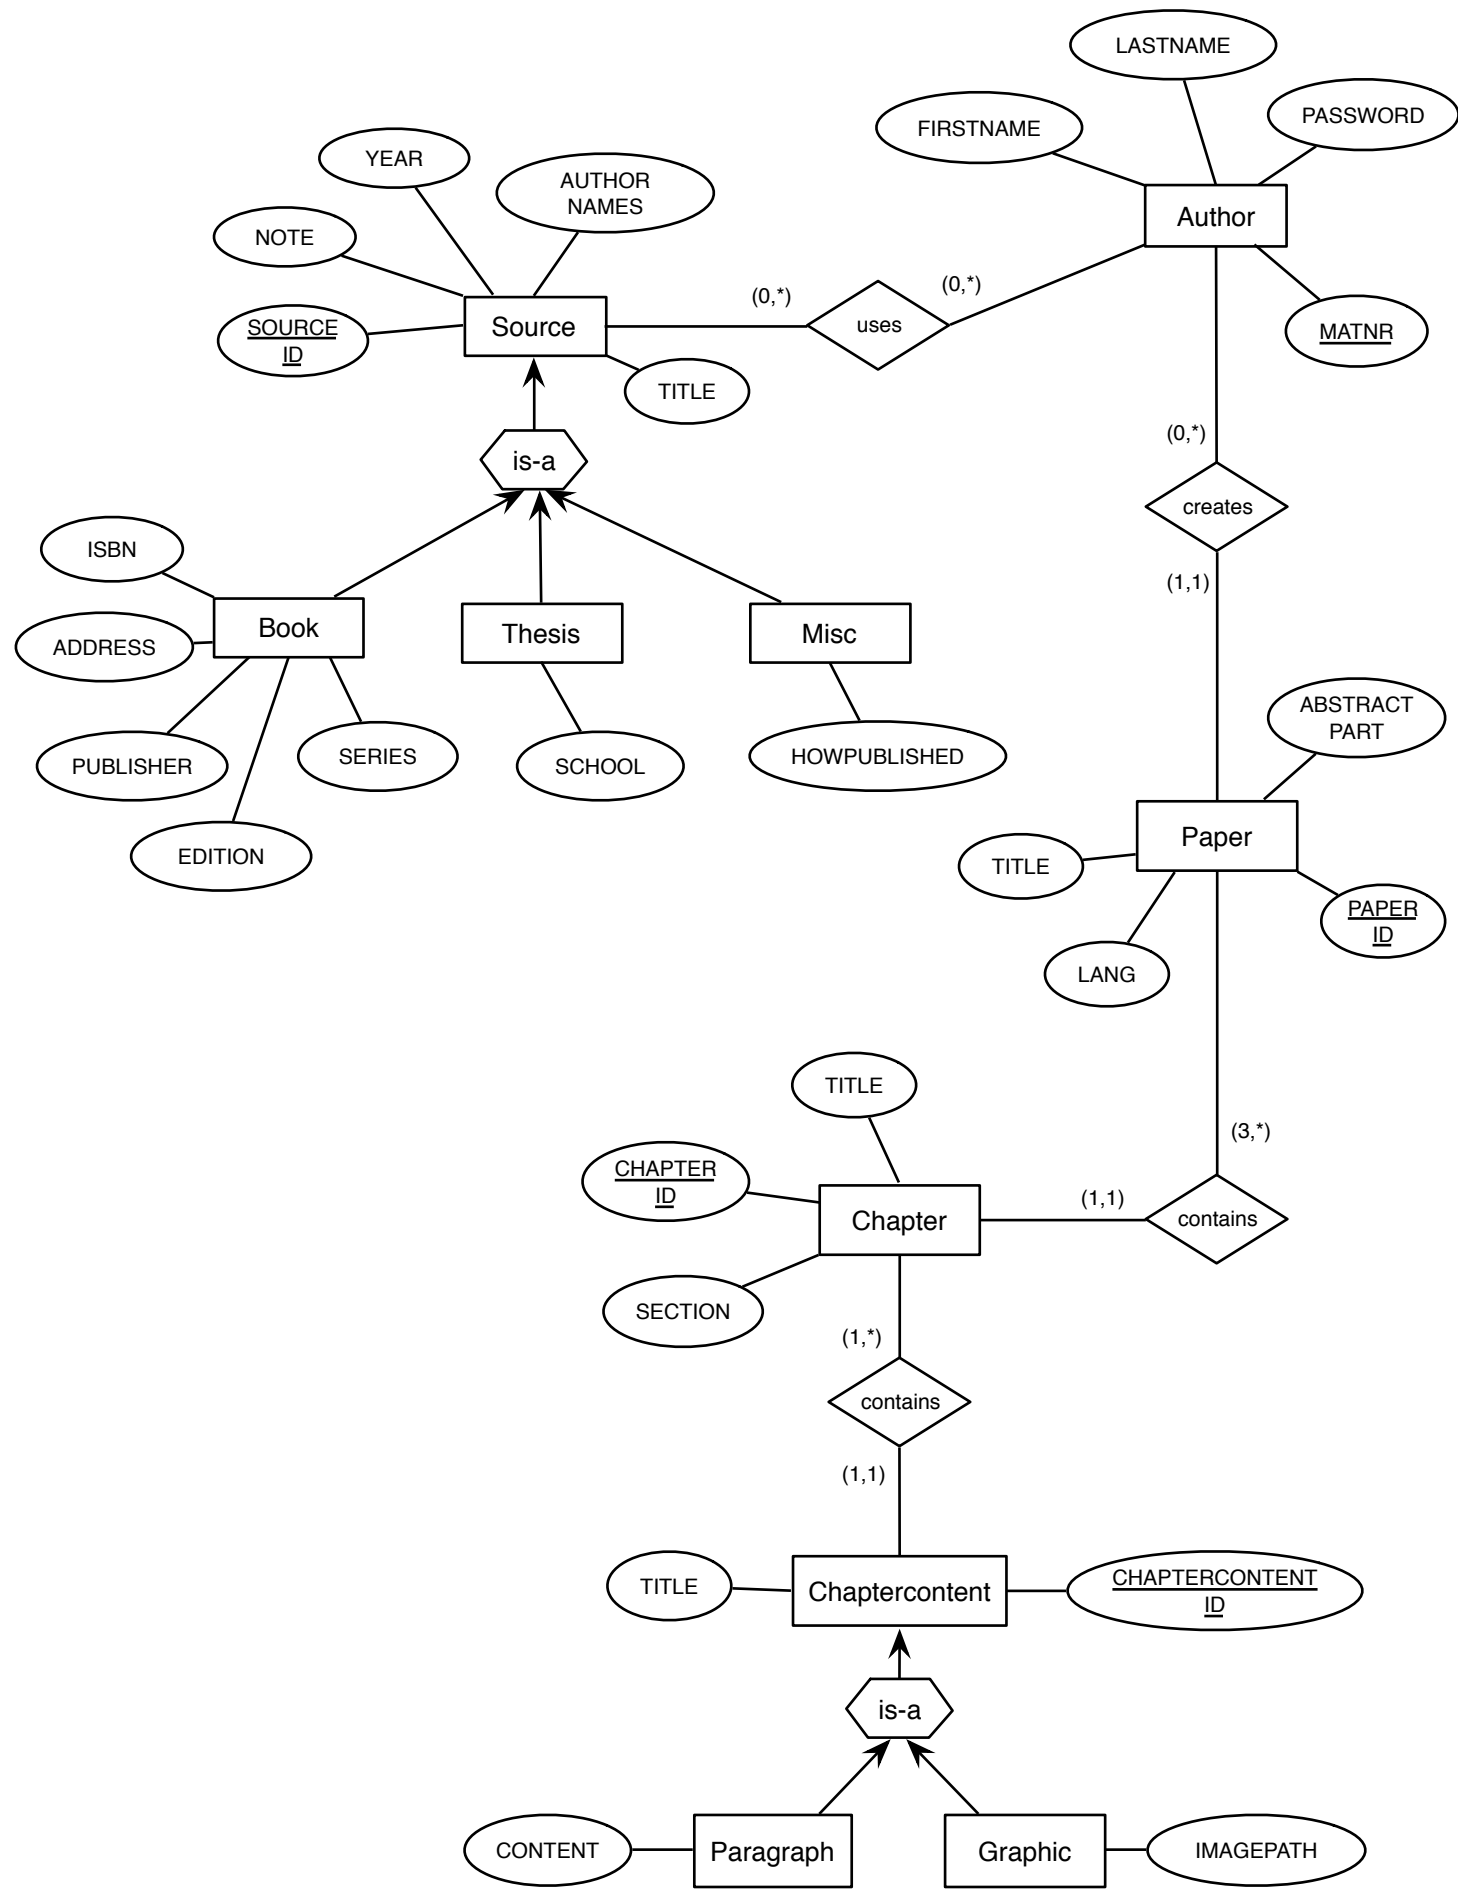 LASTNAME
FIRSTNAME
PASSWORD
YEAR
AUTHOR
NAMES
NOTE
Author
SOURCE
ID
Source
(0,*)
uses
(0,*)
MATNR
TITLE
is-a
(0,*)
creates
(1,1)
ISBN
ADDRESS
Book
Thesis
Misc
PUBLISHER
SERIES
SCHOOL
HOWPUBLISHED
EDITION
ABSTRACT
PART
Paper
TITLE
PAPER
ID
LANG
TITLE
(3,*)
CHAPTER
ID
Chapter
(1,1)
contains
SECTION
(1,*)
contains
(1,1)
TITLE
Chaptercontent
CHAPTERCONTENT
ID
is-a
CONTENT
Paragraph
Graphic
IMAGEPATH